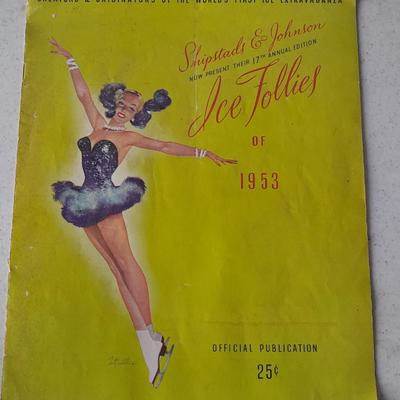 CREATORS & ORIGINATORS OF THE WORLD'S FIRST ICE EXTRAVAGANZA
Shipstads & Johnson
NOW PRESENT THEIR 17TH ANNUAL EDITION
Ice Follies
OF
1953
OFFICIAL PUBLICATION
25¢